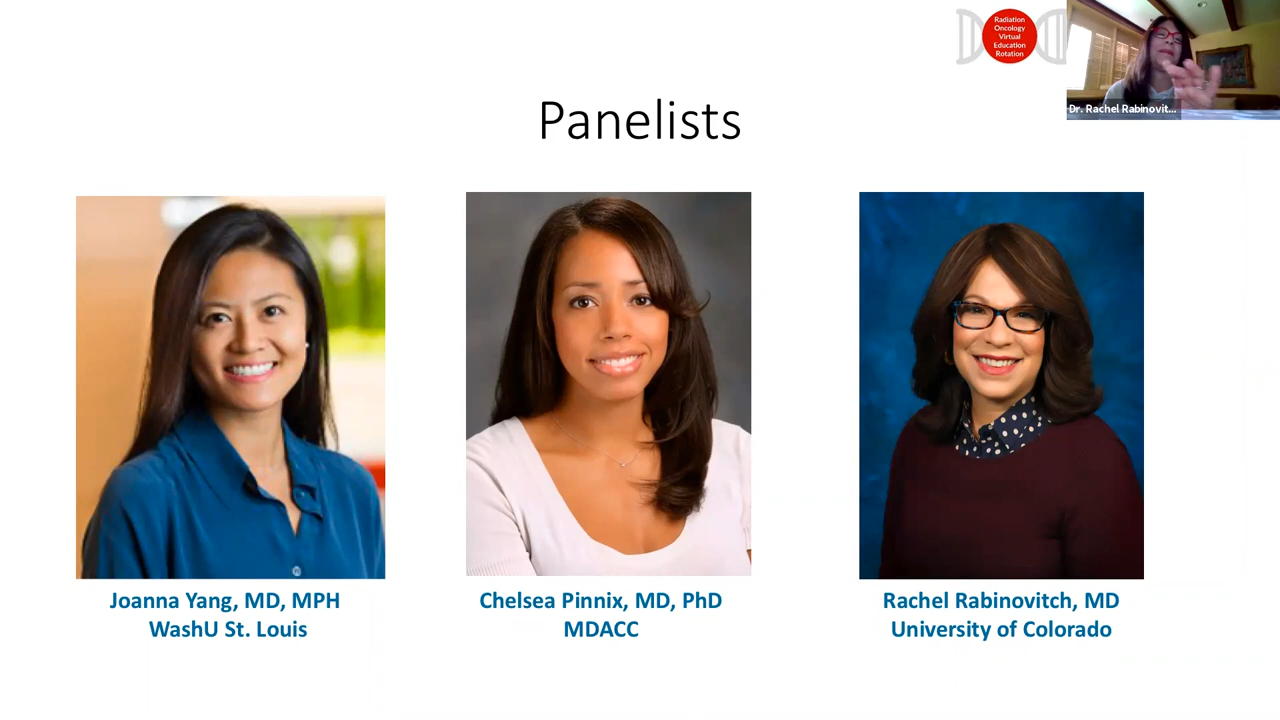 Radiation
Oncology
Virtual
Education
Rotation
Dr. Rachel Rabinovit...
Panelists
Joanna Yang, MD, MPH
WashU St. Louis
Chelsea Pinnix, MD, PhD
MDACC
Rachel Rabinovitch, MD
University of Colorado